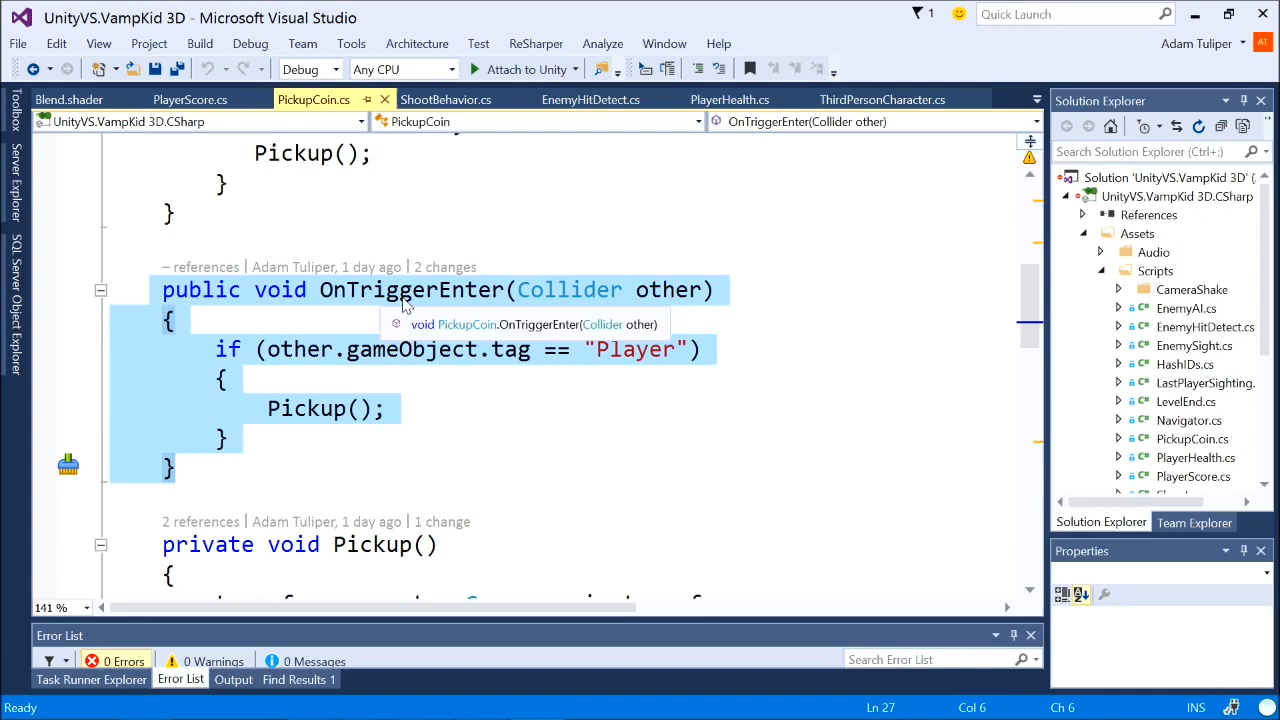 UnityVS.VampKid 3D - Microsoft Visual Studio
1
Quick Launch
File Edit View Project Build Debug Team Tools Architecture Test ReSharper Analyze Window Help
Adam Tuliper
AT
Debug
Any CPU
Attach to Unity
Blend.shader PlayerScore.cs PickupCoin.cs ShootBehavior.cs EnemyHitDetect.cs PlayerHealth.cs ThirdPersonCharacter.cs
UnityVS.VampKid 3D.CSharp
PickupCoin
OnTriggerEnter(Collider other)
Toolbox
Server Explorer
SQL Server Object Explorer
Pickup();
}
}
– references | Adam Tuliper, 1 day ago | 2 changes
public void OnTriggerEnter(Collider other)
{
void PickupCoin.OnTriggerEnter(Collider other)
if (other.gameObject.tag == "Player")
{
Pickup();
}
}
2 references | Adam Tuliper, 1 day ago | 1 change
private void Pickup()
{
141 %
Solution Explorer
Search Solution Explorer (Ctrl+;)
Solution 'UnityVS.VampKid 3D' (
UnityVS.VampKid 3D.CSharp
References
Assets
Audio
Scripts
CameraShake
EnemyAI.cs
EnemyHitDetect.cs
EnemySight.cs
HashIDs.cs
LastPlayerSighting.
LevelEnd.cs
Navigator.cs
PickupCoin.cs
PlayerHealth.cs
PlayerScore.cs
Solution Explorer Team Explorer
Properties
Error List
0 Errors
0 Warnings
0 Messages
Search Error List
Task Runner Explorer Error List Output Find Results 1
Ready
Ln 27
Col 6
Ch 6
INS